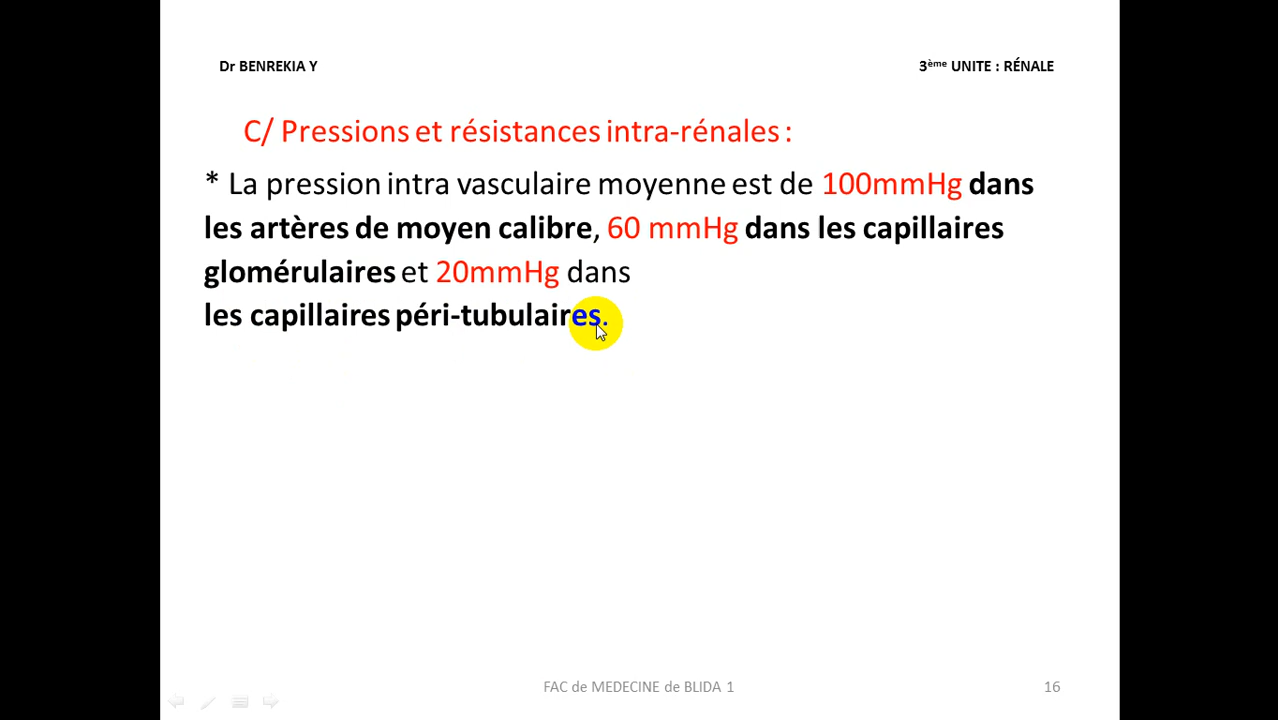 Dr BENREKIA Y
3ème UNITE : RÉNALE
C/ Pressions et résistances intra-rénales :
* La pression intra vasculaire moyenne est de 100mmHg dans
les artères de moyen calibre, 60 mmHg dans les capillaires
glomérulaires et 20mmHg dans
les capillaires péri-tubulaires.
FAC de MEDECINE de BLIDA 1
16